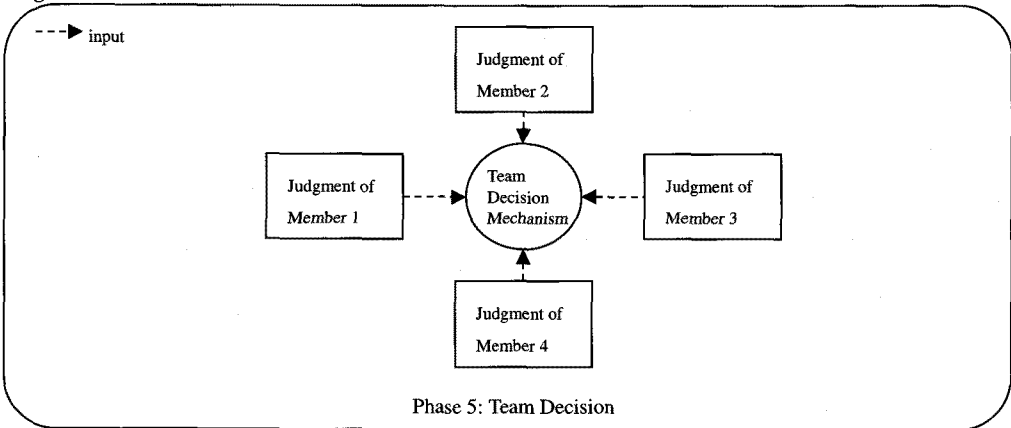 input
Judgment of
Member 2
Judgment of
Member 1
Team
Decision
Mechanism
Judgment of
Member 3
Judgment of
Member 4
Phase 5: Team Decision